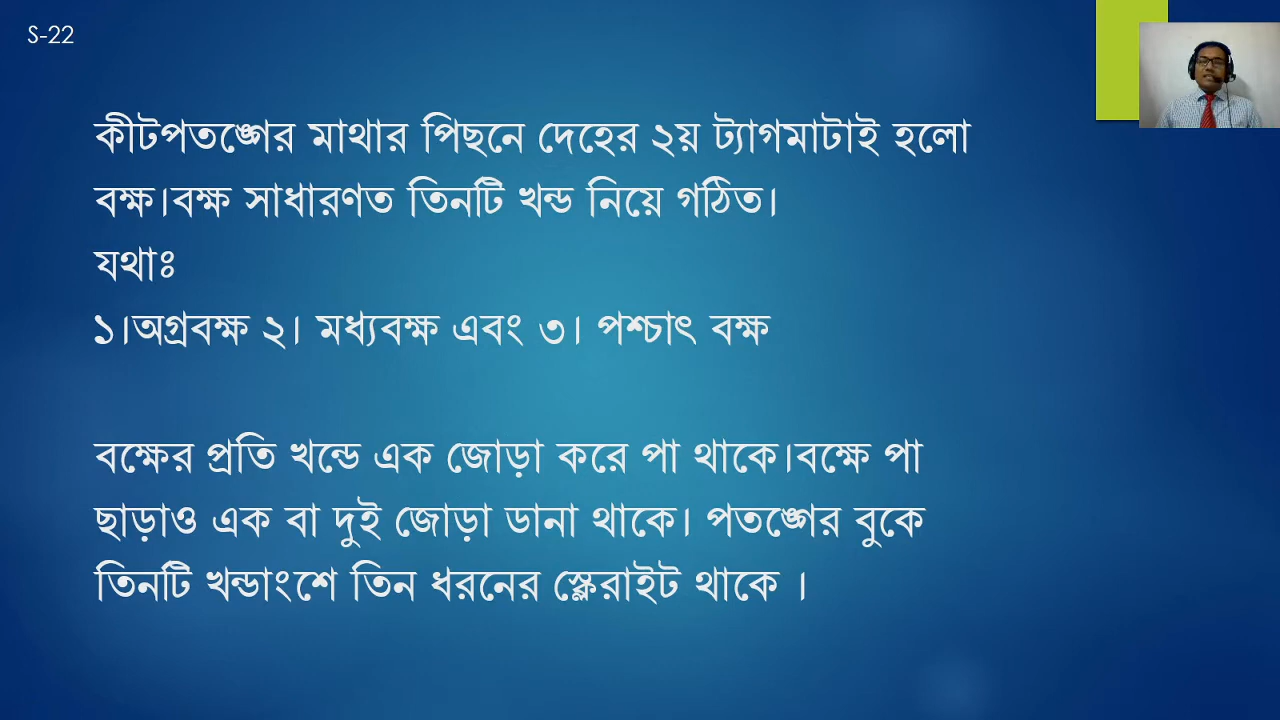 S-22
কীটপতঙ্গের মাথার পিছনে দেহের ২য় ট্যাগমাটাই হলো
বক্ষ।বক্ষ সাধারণত তিনটি খন্ড নিয়ে গঠিত।
যথাঃ
১।অগ্রবক্ষ ২। মধ্যবক্ষ এবং ৩। পশ্চাৎ বক্ষ
বক্ষের প্রতি খন্ডে এক জোড়া করে পা থাকে।বক্ষে পা
ছাড়াও এক বা দুই জোড়া ডানা থাকে। পতঙ্গের বুকে
তিনটি খন্ডাংশে তিন ধরনের স্ক্লেরাইট থাকে ।